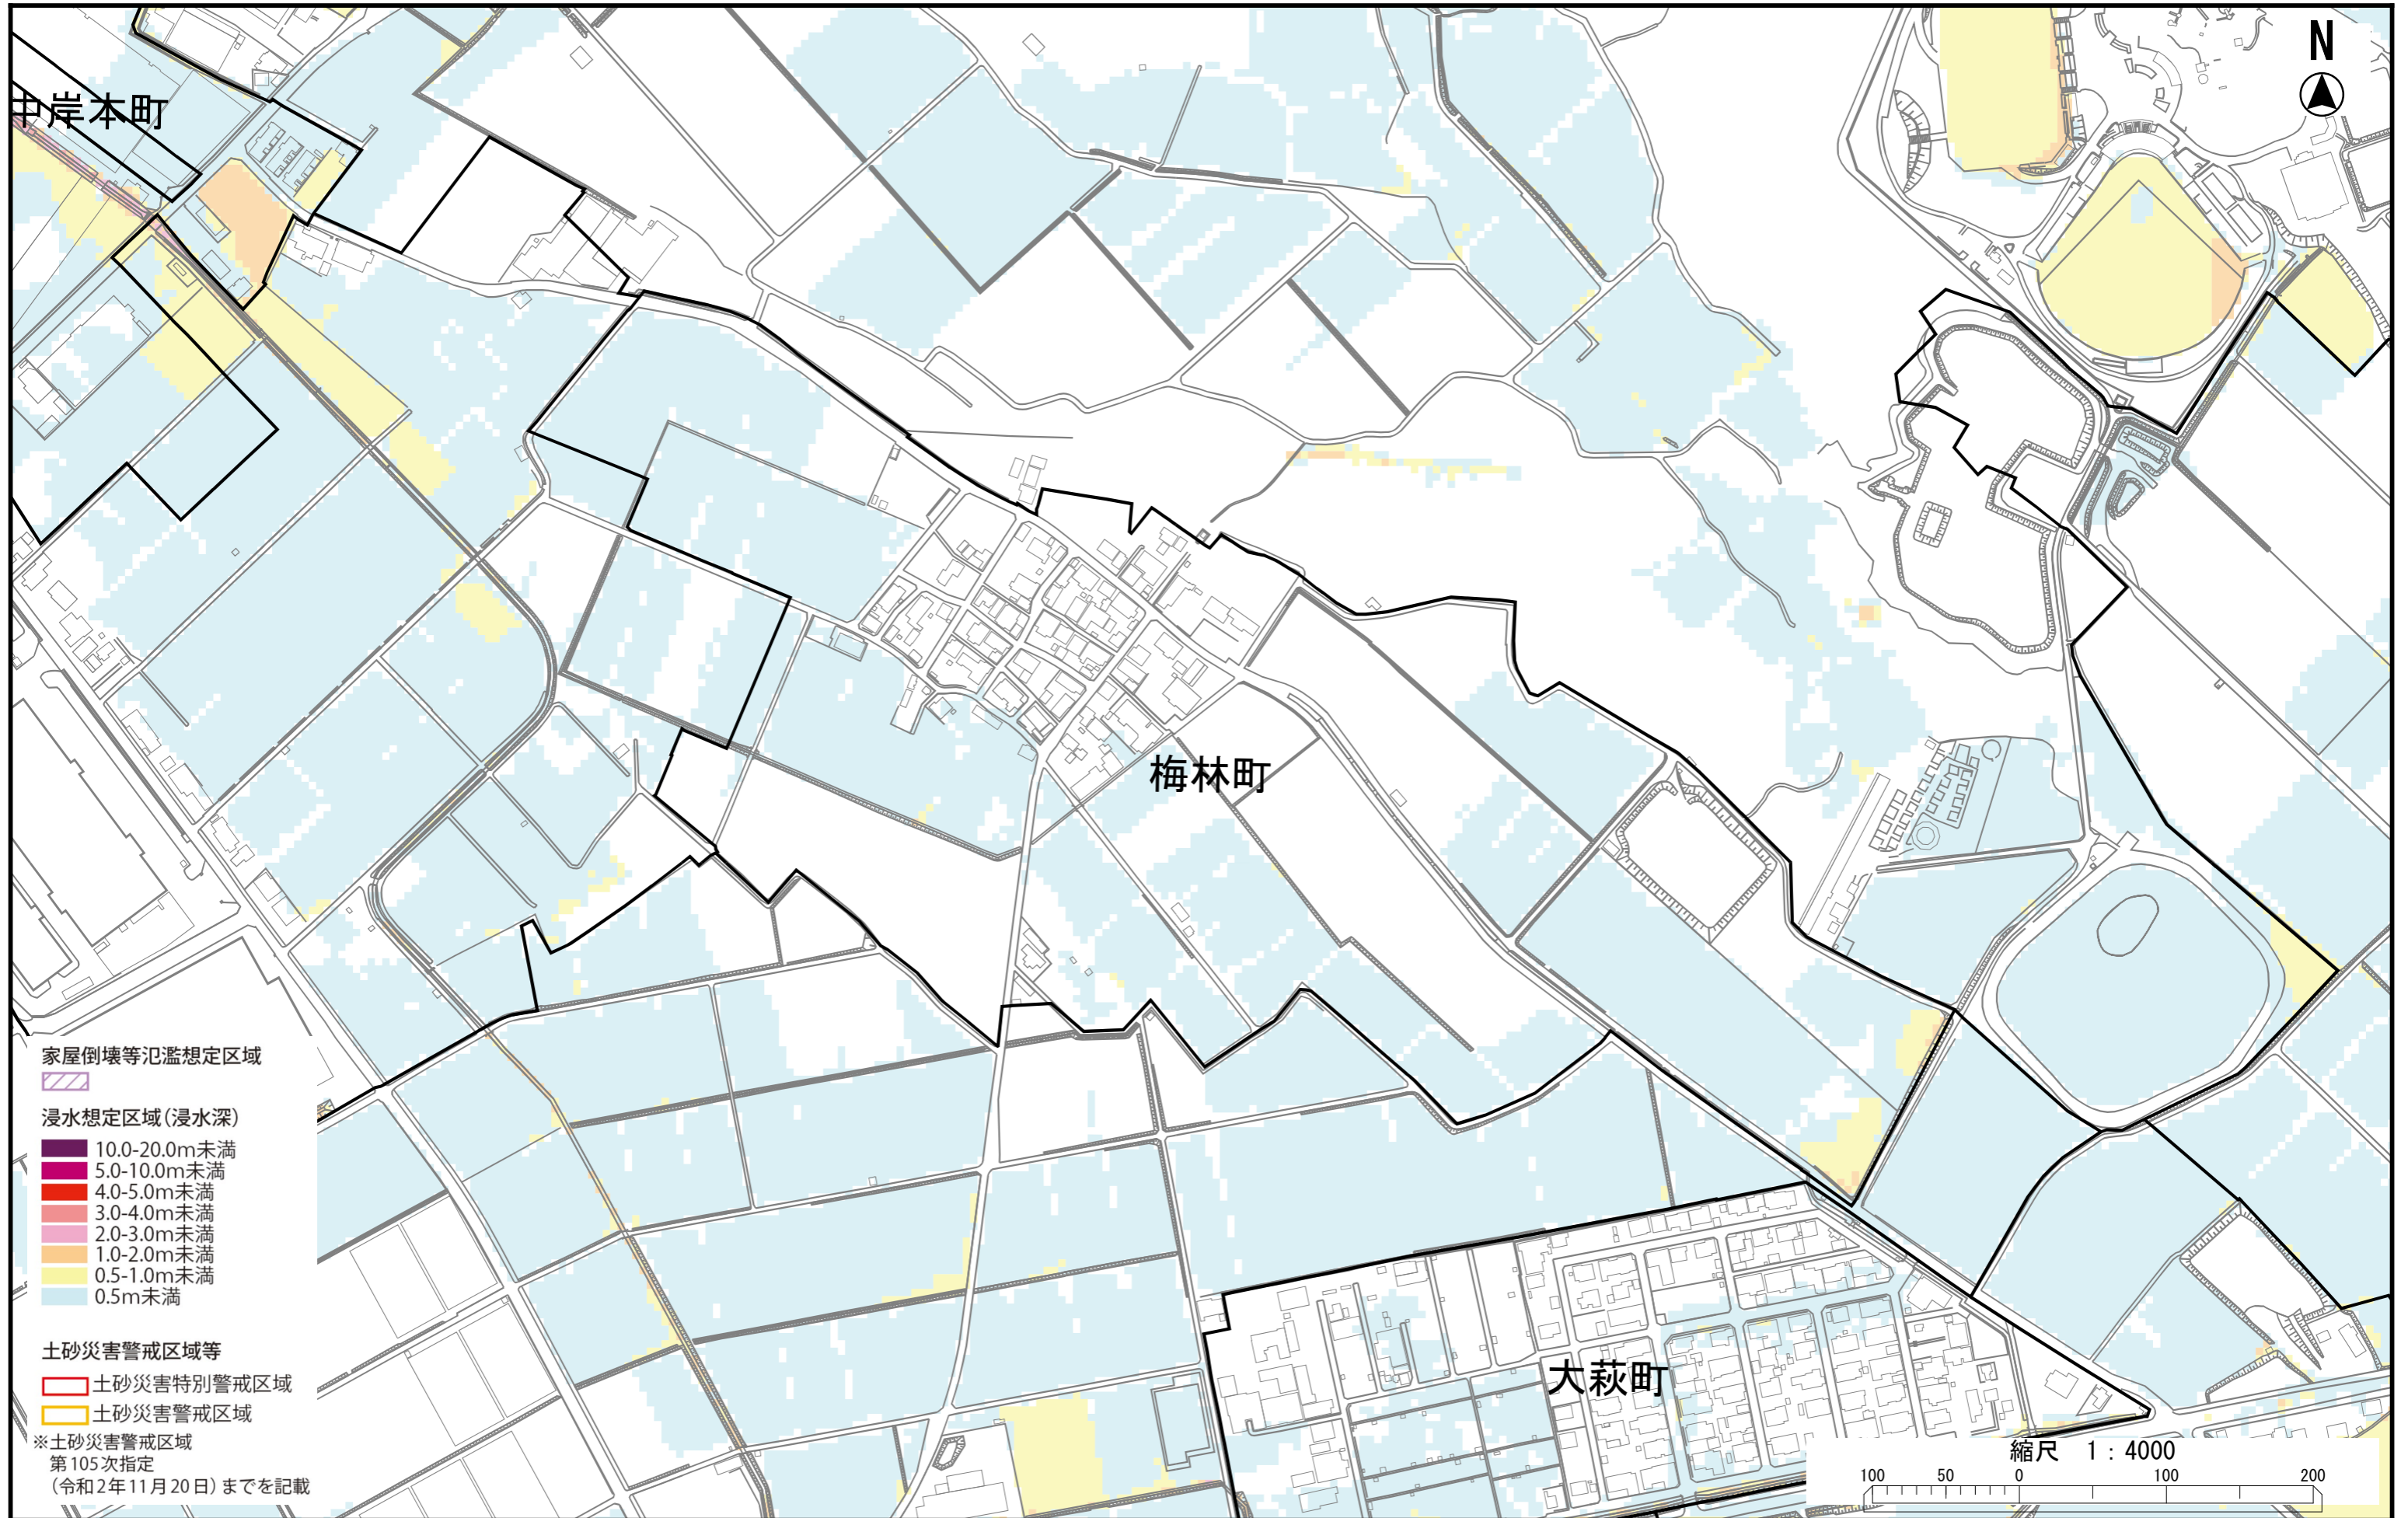 N
中岸本町
梅林町
大萩町
家屋倒壊等氾濫想定区域
浸水想定区域(浸水深)
10.0-20.0m未満
5.0-10.0m未満
4.0-5.0m未満
3.0-4.0m未満
2.0-3.0m未満
1.0-2.0m未満
0.5-1.0m未満
0.5m未満
土砂災害警戒区域等
土砂災害特別警戒区域
土砂災害警戒区域
※土砂災害警戒区域
第105次指定
(令和2年11月20日)までを記載
縮尺 1:4000
100 50 0 100 200